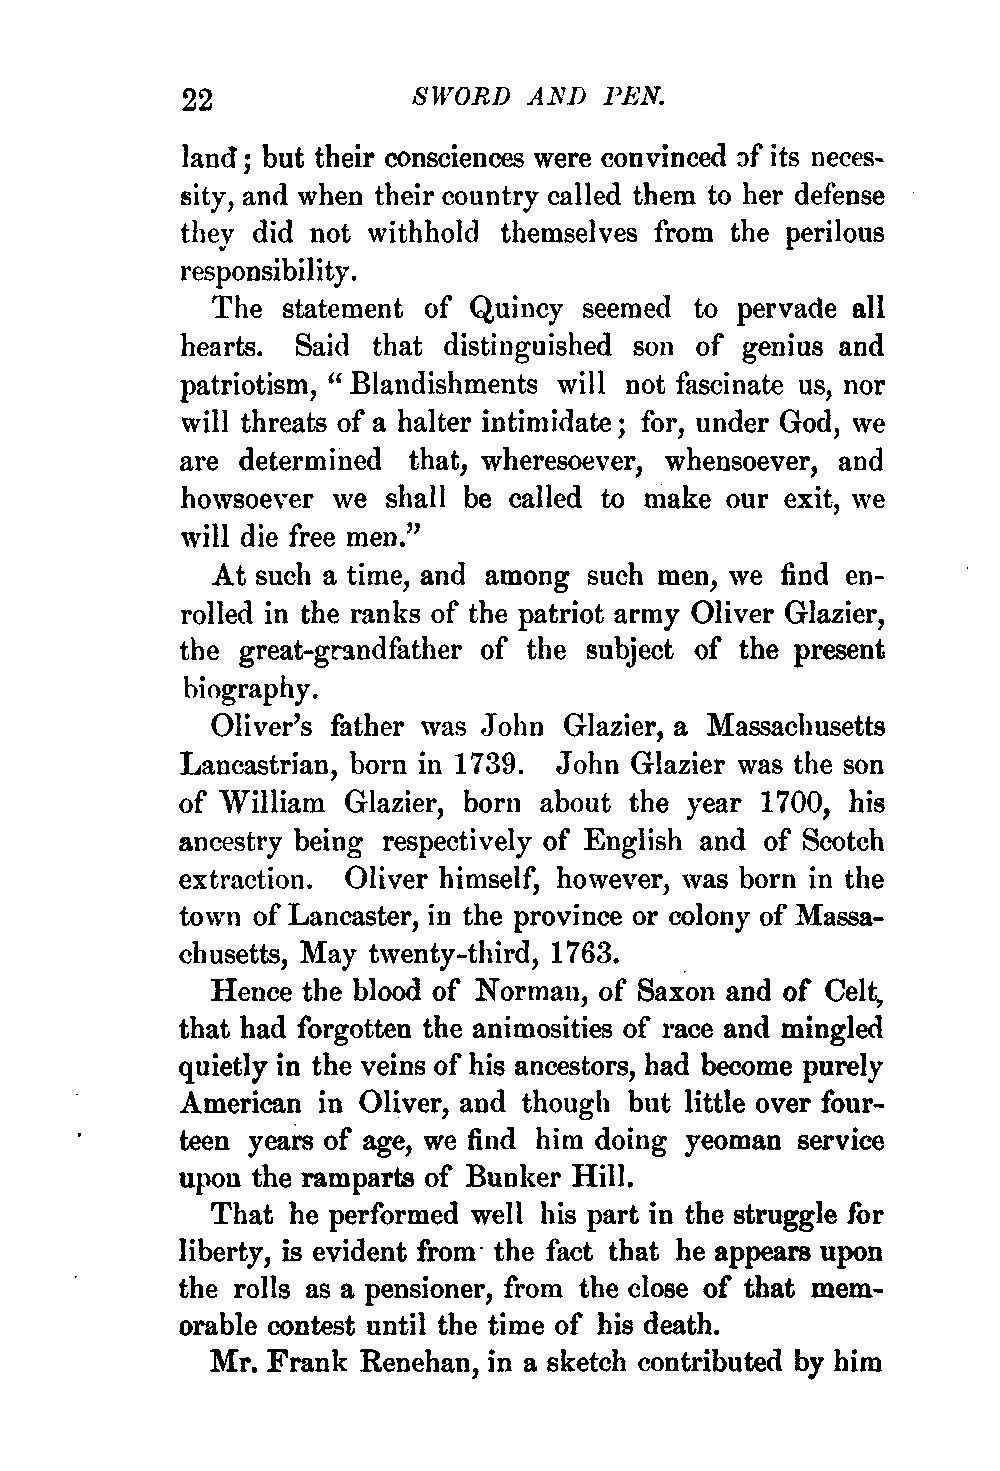 22 SWORD AND PEN.
land; but their consciences were convinced of its neces-
sity, and when their country called them to her defense
they did not withhold themselves from the perilous
responsibility.
The statement of Quincy seemed to pervade all
hearts. Said that distinguished son of genius and
patriotism, “Blandishments will not fascinate us, nor
will threats of a halter intimidate; for, under God, we
are determined that, wheresoever, whensoever, and
howsoever we shall be called to make our exit, we
will die free men.”
At such a time, and among such men, we find en-
rolled in the ranks of the patriot army Oliver Glazier,
the great-grandfather of the subject of the present
biography.
Oliver’s father was John Glazier, a Massachusetts
Lancastrian, born in 1739. John Glazier was the son
of William Glazier, born about the year 1700, his
ancestry being respectively of English and of Scotch
extraction. Oliver himself, however, was born in the
town of Lancaster, in the province or colony of Massa-
chusetts, May twenty-third, 1763.
Hence the blood of Norman, of Saxon and of Celt,
that had forgotten the animosities of race and mingled
quietly in the veins of his ancestors, had become purely
American in Oliver, and though but little over four-
teen years of age, we find him doing yeoman service
upon the ramparts of Bunker Hill.
That he performed well his part in the struggle for
liberty, is evident from the fact that he appears upon
the rolls as a pensioner, from the close of that mem-
orable contest until the time of his death.
Mr. Frank Renehan, in a sketch contributed by him